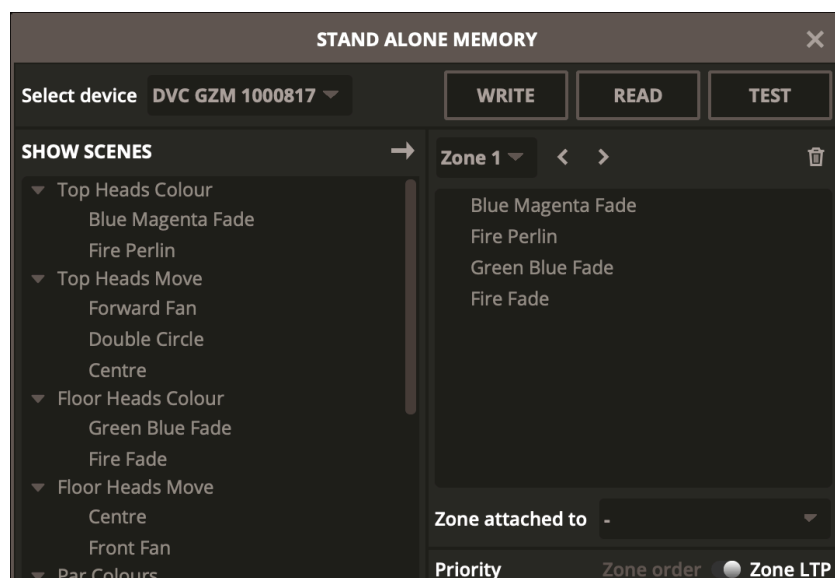 STAND ALONE MEMORY
Select device DVC GZM 1000817 WRITE READ TEST
SHOW SCENES
Top Heads Colour
Blue Magenta Fade
Fire Perlin
Top Heads Move
Forward Fan
Double Circle
Centre
Floor Heads Colour
Green Blue Fade
Fire Fade
Floor Heads Move
Centre
Front Fan
Par Colours
Zone 1
Blue Magenta Fade
Fire Perlin
Green Blue Fade
Fire Fade
Zone attached to -
Priority Zone order Zone LTP